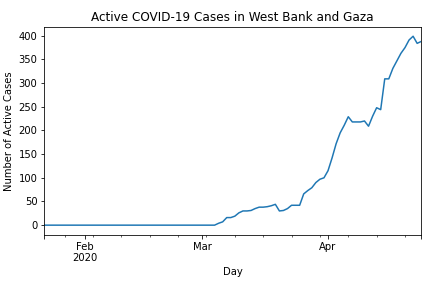 Active COVID-19 Cases in West Bank and Gaza
Number of Active Cases
400
350
300
250
200
150
100
50
0
Feb
2020
Mar
Apr
Day